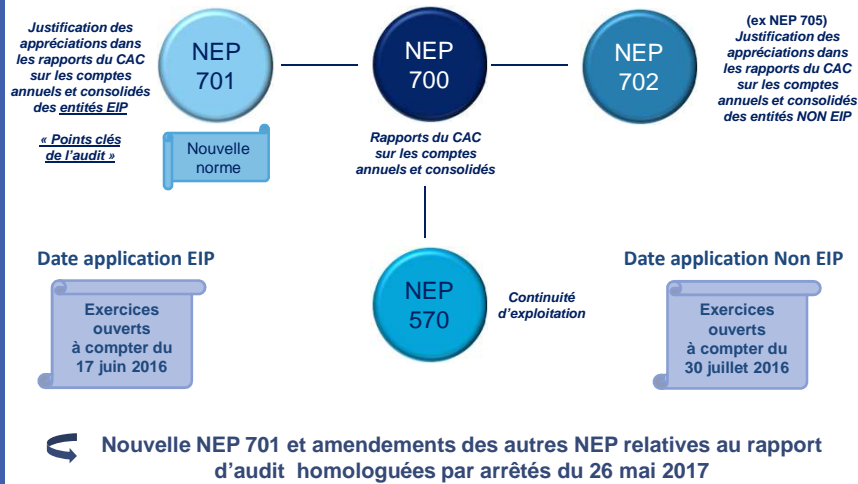 Justification des
appréciations dans
les rapports du CAC
sur les comptes
annuels et consolidés
des entités EIP
« Points clés
de l'audit »
NEP
701
Nouvelle
norme
NEP
700
Rapports du CAC
sur les comptes
annuels et consolidés
NEP
702
(ex NEP 705)
Justification des
appréciations dans
les rapports du CAC
sur les comptes
annuels et consolidés
des entités NON EIP
Date application EIP
Exercices
ouverts
à compter du
17 juin 2016
NEP
570
Continuité
d'exploitation
Date application Non EIP
Exercices
ouverts
à compter du
30 juillet 2016
Nouvelle NEP 701 et amendements des autres NEP relatives au rapport
d'audit homologuées par arrêtés du 26 mai 2017